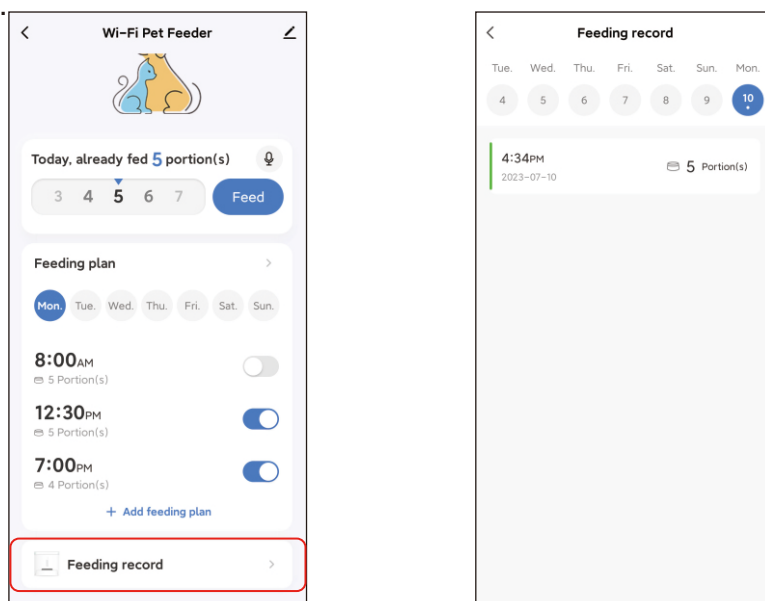 Wi-Fi Pet Feeder
Today, already fed 5 portion(s)
3 4 5 6 7 Feed
Feeding plan
Mon. Tue. Wed. Thu. Fri. Sat. Sun.
8:00AM
5 Portion(s)
12:30PM
5 Portion(s)
7:00PM
4 Portion(s)
+ Add feeding plan
Feeding record
Feeding record
Tue. Wed. Thu. Fri. Sat. Sun. Mon.
4 5 6 7 8 9 10
4:34PM 5 Portion(s)
2023-07-10